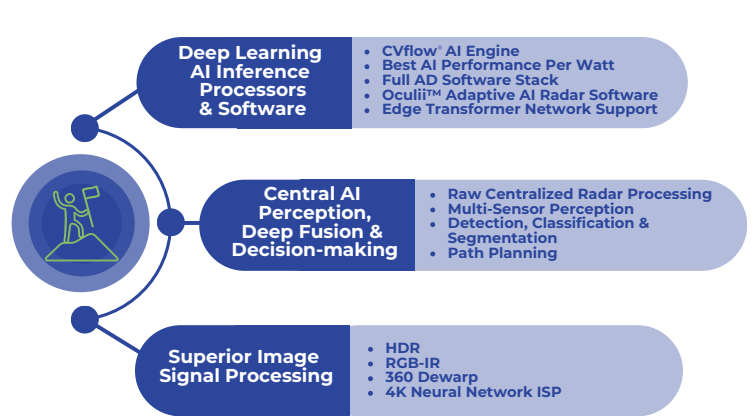 Deep Learning
AI Inference
Processors
& Software
• CVflow® AI Engine
• Best AI Performance Per Watt
• Full AD Software Stack
• Oculii™ Adaptive AI Radar Software
• Edge Transformer Network Support
Central AI
Perception,
Deep Fusion &
Decision-making
• Raw Centralized Radar Processing
• Multi-Sensor Perception
• Detection, Classification &
Segmentation
• Path Planning
Superior Image
Signal Processing
• HDR
• RGB-IR
• 360 Dewarp
• 4K Neural Network ISP